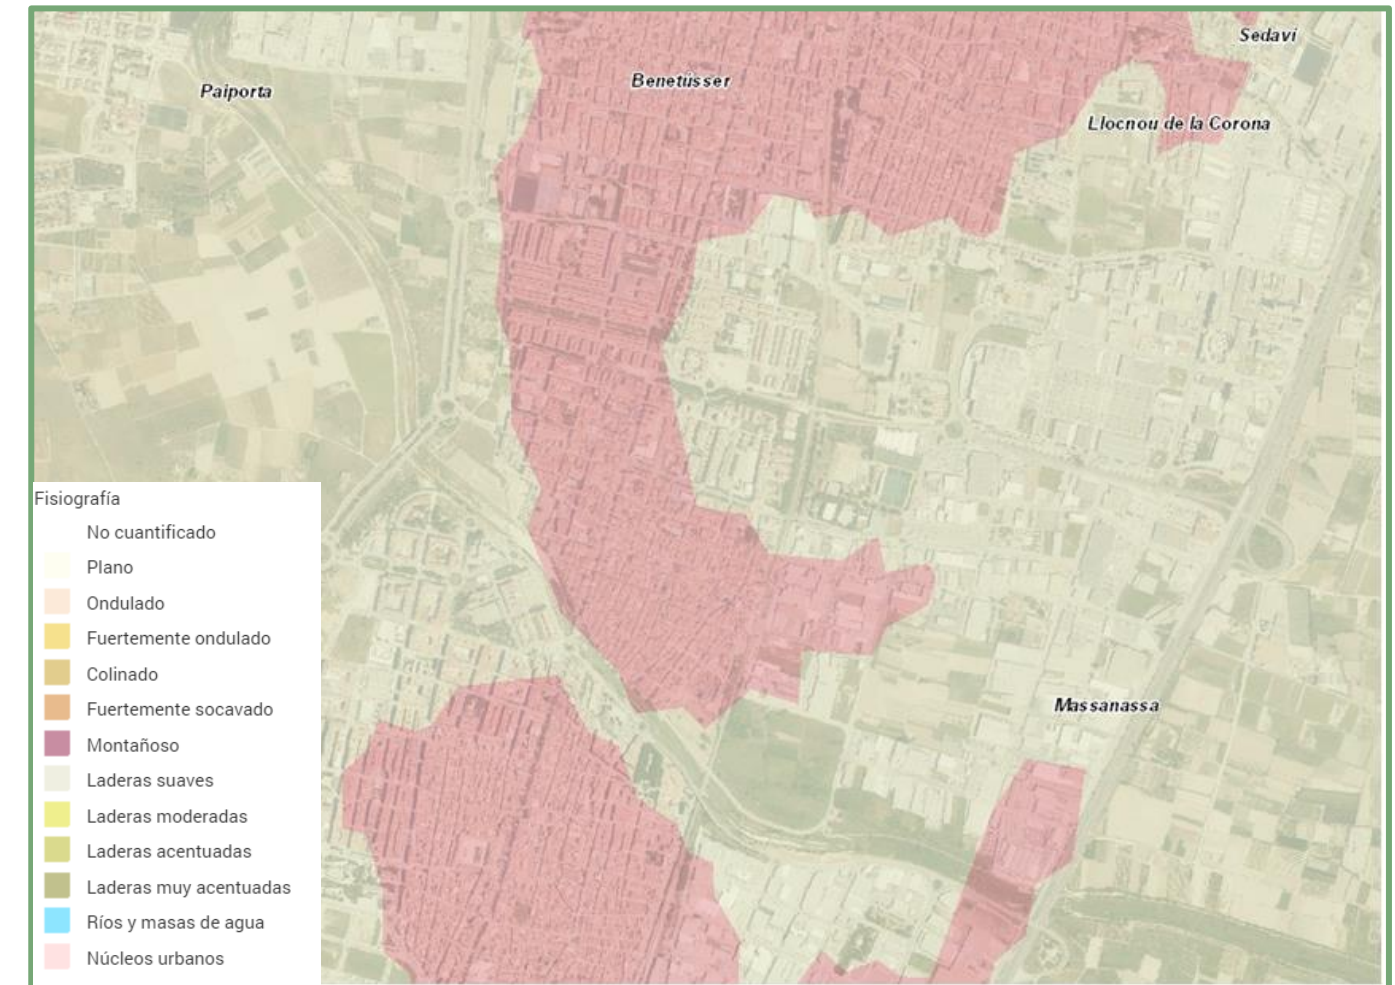 Sedaví
Benetússer
Paiporta
Llocnou de la Corona
Fisiografía
No cuantificado
Plano
Ondulado
Fuertemente ondulado
Colinado
Fuertemente socavado
Montañoso
Massanassa
Laderas suaves
Laderas moderadas
Laderas acentuadas
Laderas muy acentuadas
Ríos y masas de agua
Núcleos urbanos